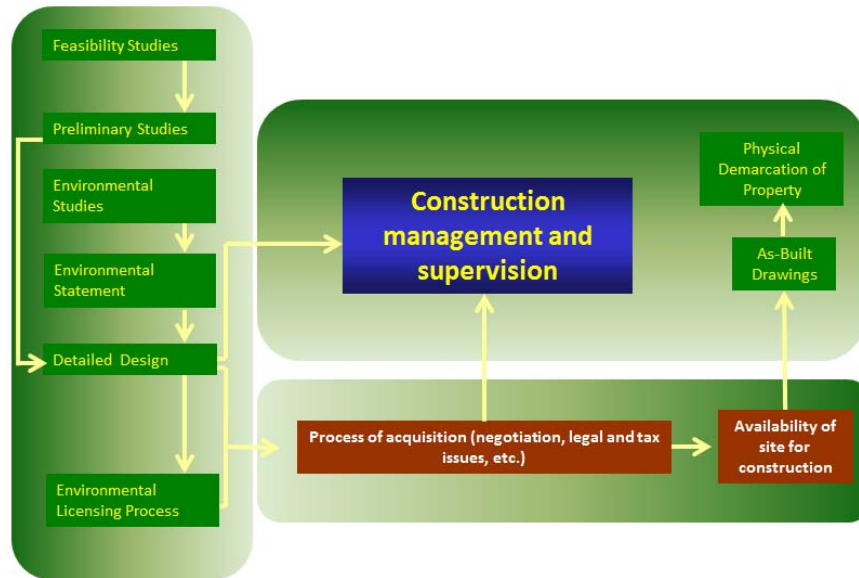 Feasibility Studies
Preliminary Studies
Environmental
Studies
Environmental
Statement
Detailed Design
Environmental
Licensing Process
Construction
management and
supervision
Physical
Demarcation of
Property
As-Built
Drawings
Process of acquisition (negotiation, legal and tax
issues, etc.)
Availability of
site for
construction